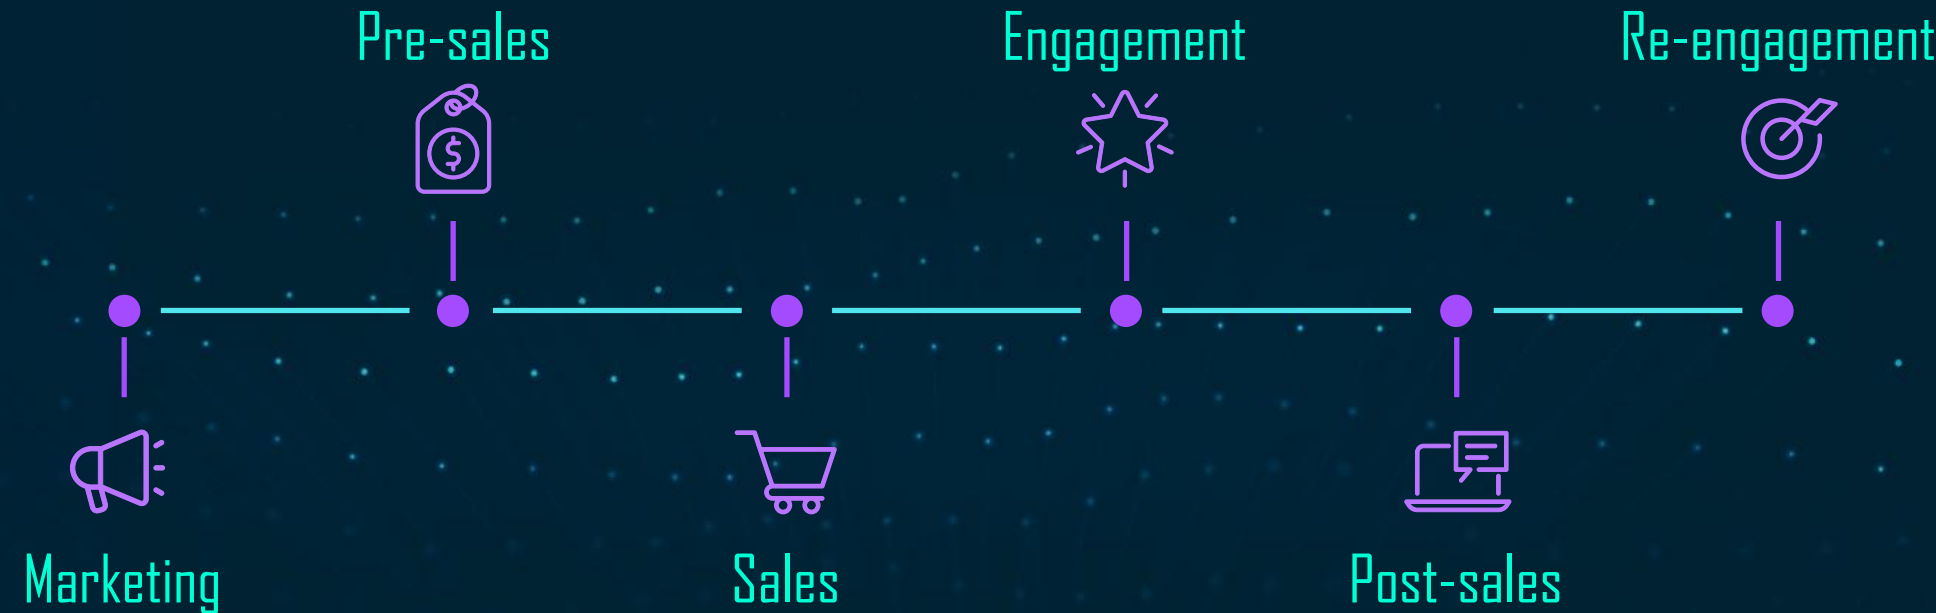 Pre-sales
Engagement
Re-engagement
$
Marketing
Sales
Post-sales